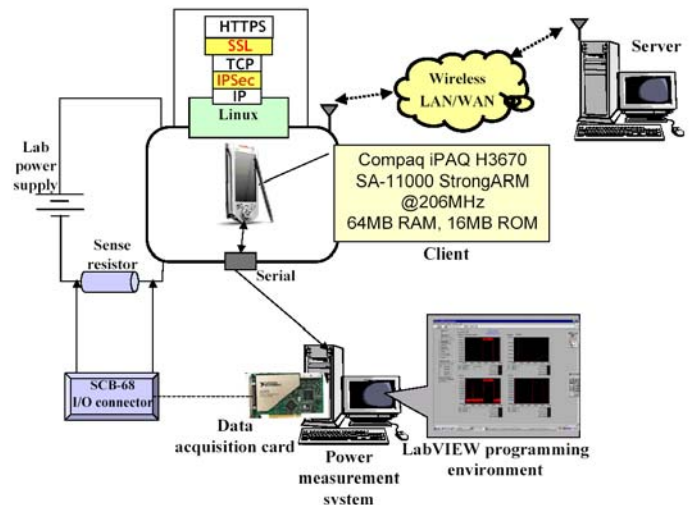 HTTPS
SSL
TCP
IPSec
IP
Linux
Wireless
LAN/WAN
Server
Lab
power
supply
Compaq iPAQ H3670
SA-11000 StrongARM
@206MHz
64MB RAM, 16MB ROM
Client
Sense
resistor
Serial
SCB-68
I/O connector
Data
acquisition card
Power
measurement
system
LabVIEW programming
environment